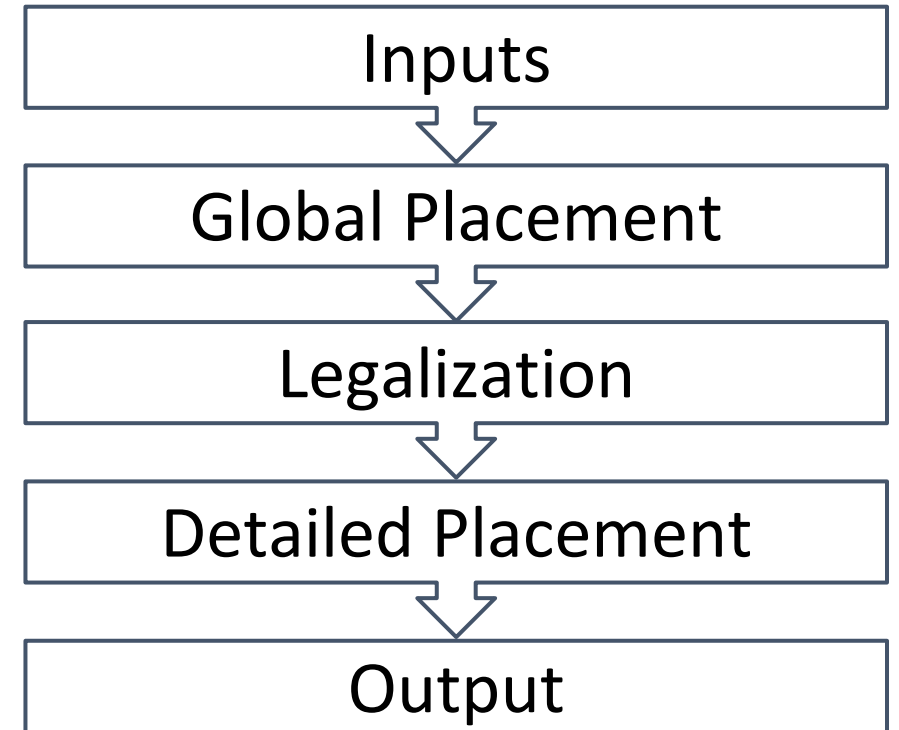 Inputs
Global Placement
Legalization
Detailed Placement
Output